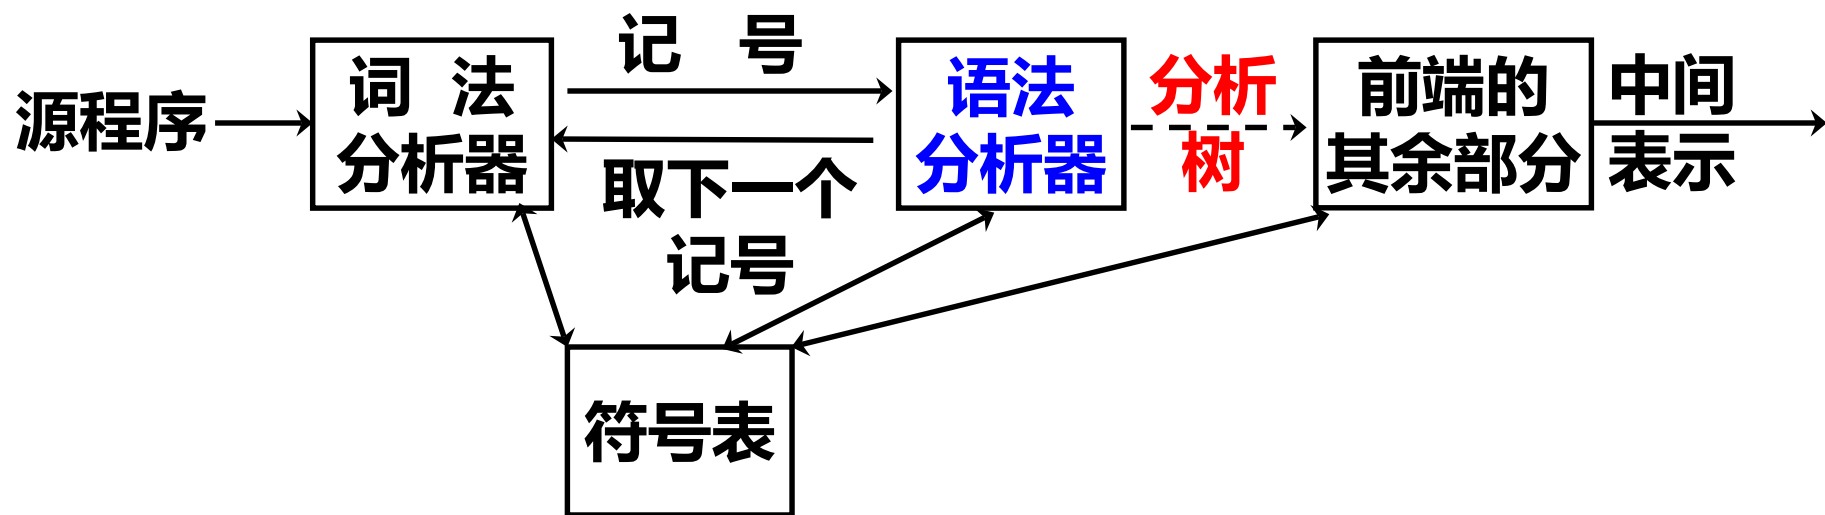 源程序
词 法
分析器
记 号
取下一个
记号
语法
分析器
分析
树
前端的
其余部分
中间
表示
符号表